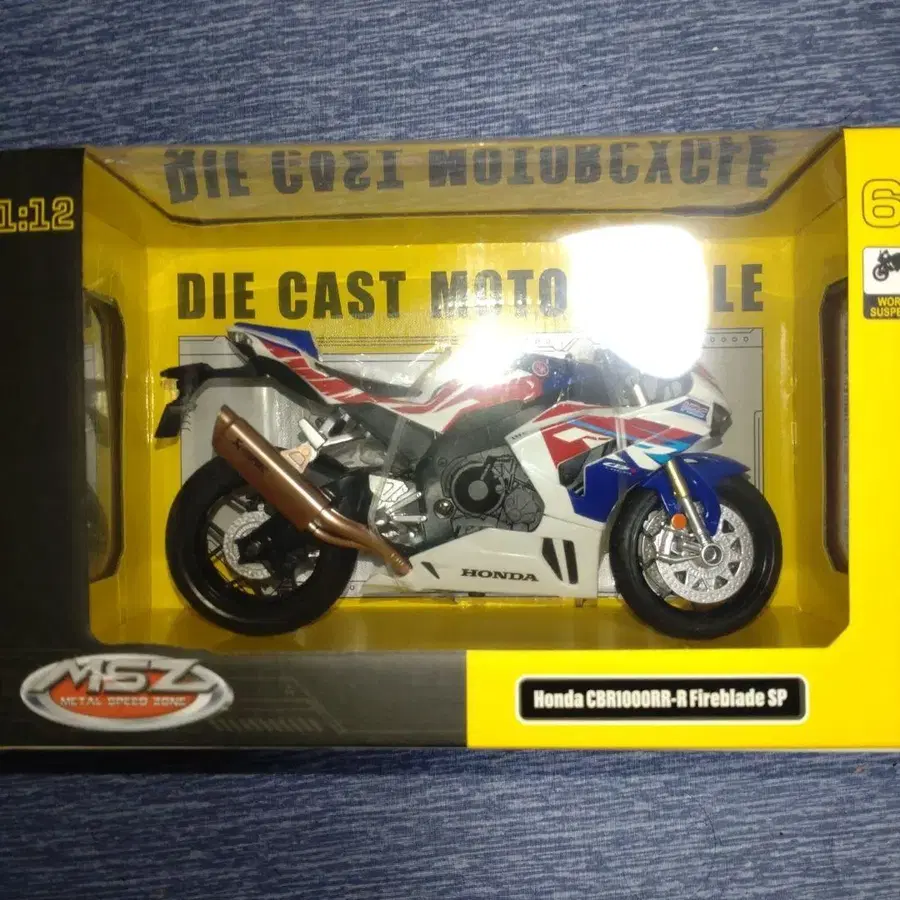 DIE CAST MOTORCYCLE
1:12
6
DIE CAST MOTO LE
WOR
SUSPE
HONDA
MSZ
METAL SPEED ZONE
Honda CBR1000RR-R Fireblade SP